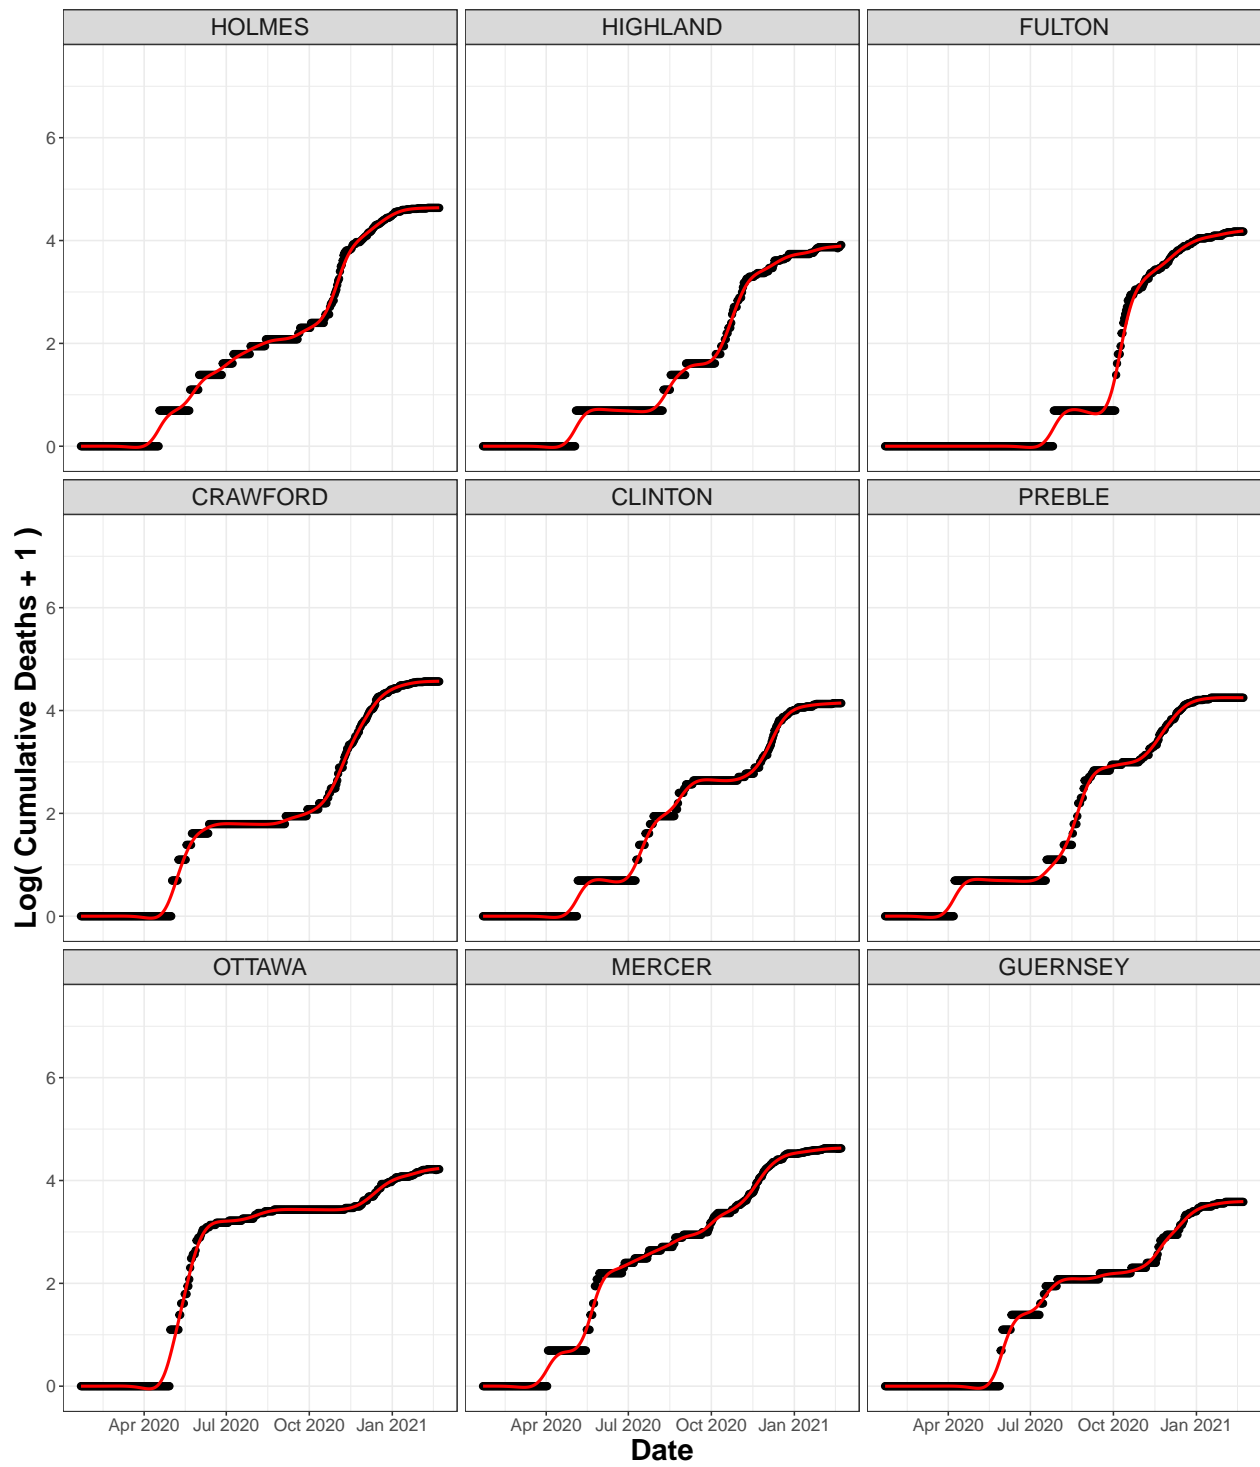 HOLMES HIGHLAND FULTON
6
4
2
0
CRAWFORD CLINTON PREBLE
6
4
2
0
OTTAWA MERCER GUERNSEY
6
4
2
0
Apr 2020 Jul 2020 Oct 2020 Jan 2021 Apr 2020 Jul 2020 Oct 2020 Jan 2021 Apr 2020 Jul 2020 Oct 2020 Jan 2021
Date
Log( Cumulative Deaths + 1 )